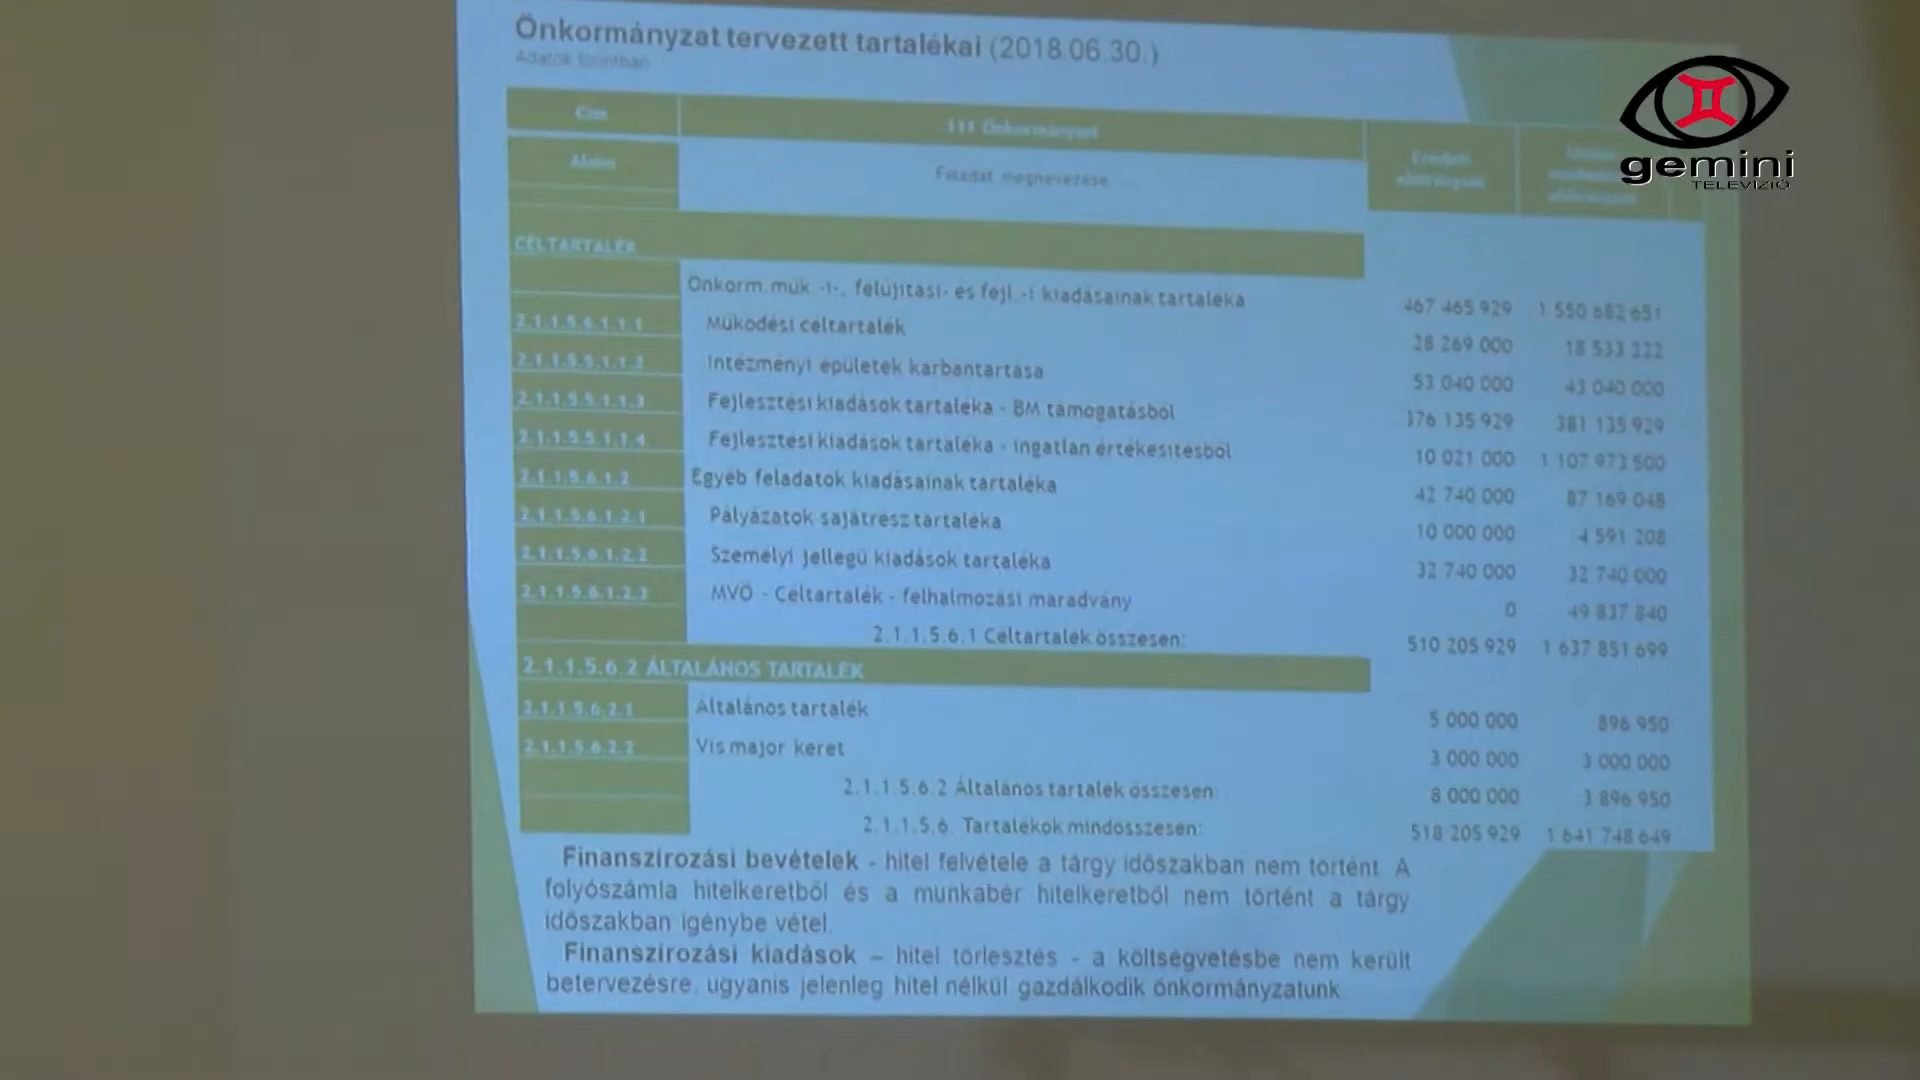 Önkormányzat tervezett tartalékai (2018.06.30.)
Adatok forintban
Cím 111 Önkormányzat
Alcím Feladat megnevezése Eredeti előirányzat
gemini
TELEVÍZIÓ
CÉLTARTALÉK
Önkorm. műk.-i-, felújítási- és fejl.-i kiadásainak tartaléka 467 465 929 1 550 682 651
2.1.1.5.6.1.1.1 Működési céltartalék 28 269 000 18 533 222
2.1.1.5.5.1.1.2 Intézményi épületek karbantartása 53 040 000 43 040 000
2.1.1.5.5.1.1.3 Fejlesztési kiadások tartaléka - BM támogatásból 376 135 929 381 135 929
2.1.1.5.5.1.1.4 Fejlesztési kiadások tartaléka - ingatlan értékesítésből 10 021 000 1 107 973 500
2.1.1.5.6.1.2 Egyéb feladatok kiadásainak tartaléka 42 740 000 87 169 048
2.1.1.5.6.1.2.1 Pályázatok sajátrész tartaléka 10 000 000 4 591 208
2.1.1.5.6.1.2.2 Személyi jellegű kiadások tartaléka 32 740 000 32 740 000
2.1.1.5.6.1.2.3 MVÖ - Céltartalék - felhalmozási maradvány 0 49 837 840
2.1.1.5.6.1 Céltartalék összesen: 510 205 929 1 637 851 699
2.1.1.5.6.2 ÁLTALÁNOS TARTALÉK
2.1.1.5.6.2.1 Általános tartalék 5 000 000 896 950
2.1.1.5.6.2.2 Vis major keret 3 000 000 3 000 000
2.1.1.5.6.2 Általános tartalék összesen 8 000 000 3 896 950
2.1.1.5.6. Tartalékok mindösszesen: 518 205 929 1 641 748 649
Finanszírozási bevételek - hitel felvétele a tárgy időszakban nem történt. A
folyószámla hitelkeretből és a munkabér hitelkeretből nem történt a tárgy
időszakban igénybe vétel.
Finanszírozási kiadások – hitel törlesztés - a költségvetésbe nem került
betervezésre, ugyanis jelenleg hitel nélkül gazdálkodik önkormányzatunk